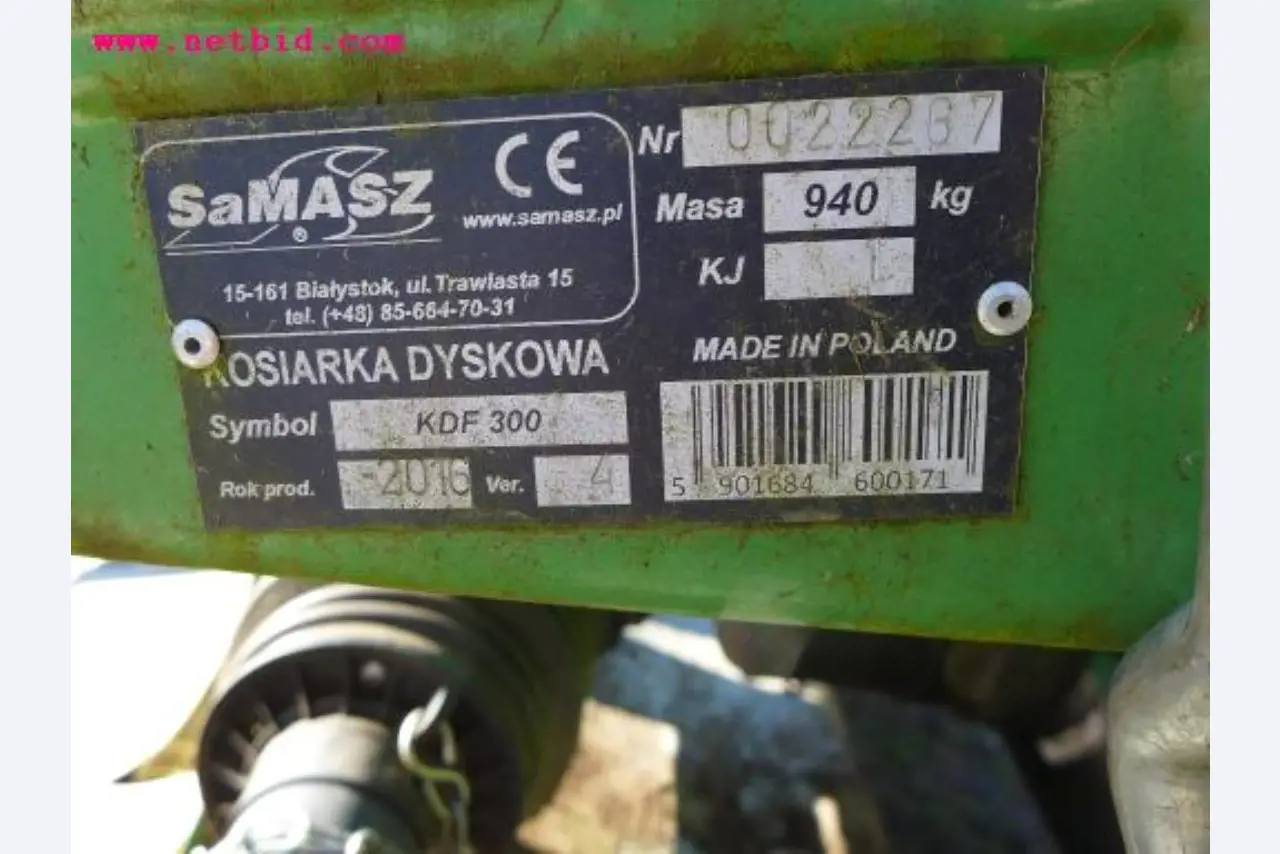 www.netbid.com
SaMASZ
®
CE
www.samasz.pl
15-161 Białystok, ul. Trawiasta 15
tel. (+48) 85-664-70-31
Nr
Masa 940 kg
KJ 1
KOSIARKA DYSKOWA
Symbol KDF 300
Rok prod. -2016 Ver. 4
MADE IN POLAND
5 901684 600171